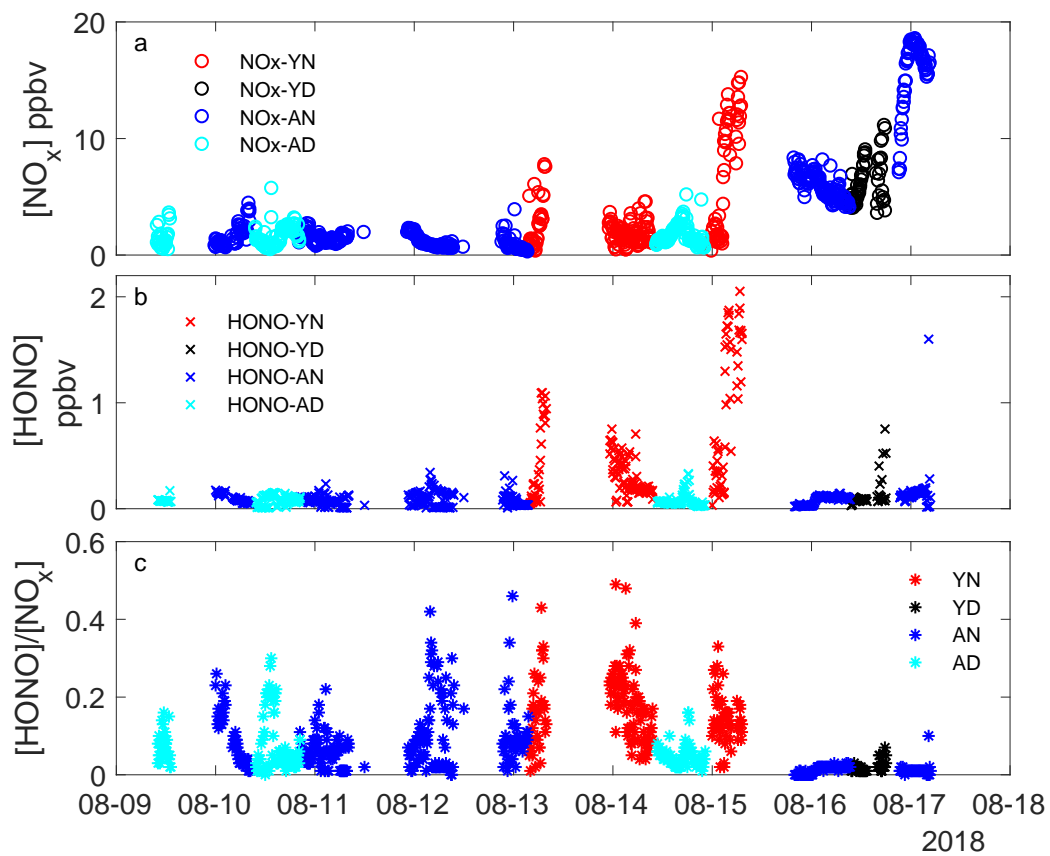 a
20
10
0
[NOx] ppbv
NOx-YN
NOx-YD
NOx-AN
NOx-AD
b
2
1
0
[HONO]
ppbv
HONO-YN
HONO-YD
HONO-AN
HONO-AD
c
0.6
0.4
0.2
0
[HONO]/[NOx]
YN
YD
AN
AD
08-09 08-10 08-11 08-12 08-13 08-14 08-15 08-16 08-17 08-18
2018